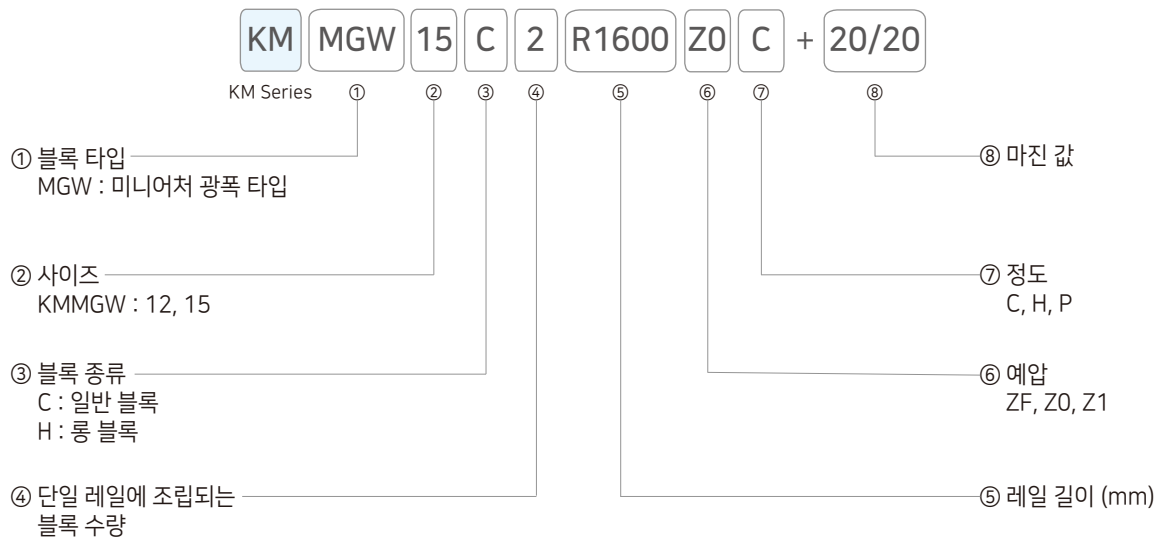 KM MGW 15 C 2 R1600 Z0 C + 20/20
KM Series ① ② ③ ④ ⑤ ⑥ ⑦ ⑧
① 블록 타입
MGW : 미니어처 광폭 타입
② 사이즈
KMMGW : 12, 15
③ 블록 종류
C : 일반 블록
H : 롱 블록
④ 단일 레일에 조립되는
블록 수량
⑧ 마진 값
⑦ 정도
C, H, P
⑥ 예압
ZF, Z0, Z1
⑤ 레일 길이 (mm)